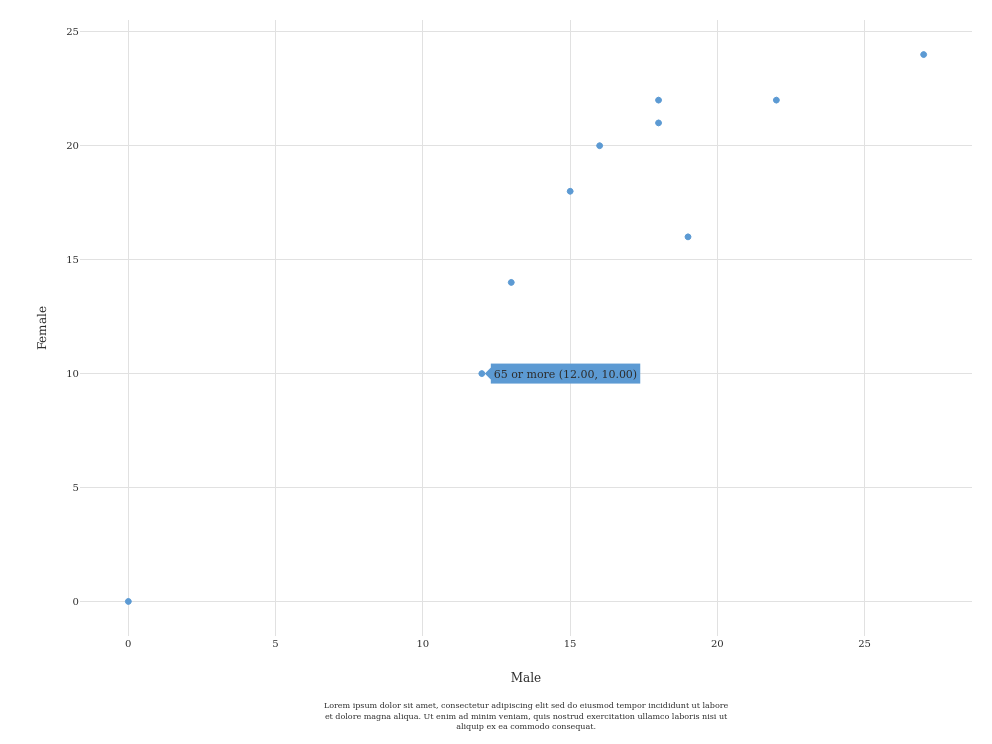 25
20
15
10
5
0
Female
65 or more (12.00, 10.00)
0 5 10 15 20 25
Male
Lorem ipsum dolor sit amet, consectetur adipiscing elit sed do eiusmod tempor incididunt ut labore
et dolore magna aliqua. Ut enim ad minim veniam, quis nostrud exercitation ullamco laboris nisi ut
aliquip ex ea commodo consequat.